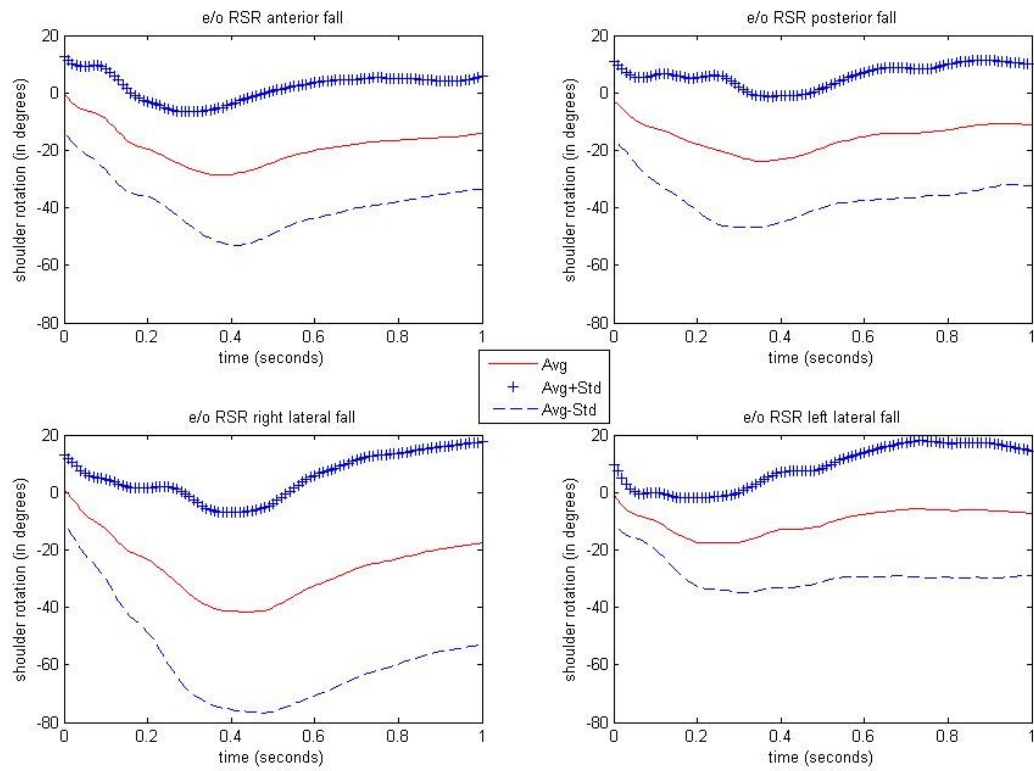 e/o RSR anterior fall
20
0
-20
-40
-60
-80
0 0.2 0.4 0.6 0.8 1
shoulder rotation (in degrees)
time (seconds)
e/o RSR posterior fall
20
0
-20
-40
-60
-80
0 0.2 0.4 0.6 0.8 1
shoulder rotation (in degrees)
time (seconds)
Avg
Avg+Std
Avg-Std
e/o RSR right lateral fall
20
0
-20
-40
-60
-80
0 0.2 0.4 0.6 0.8 1
shoulder rotation (in degrees)
time (seconds)
e/o RSR left lateral fall
20
0
-20
-40
-60
-80
0 0.2 0.4 0.6 0.8 1
shoulder rotation (in degrees)
time (seconds)